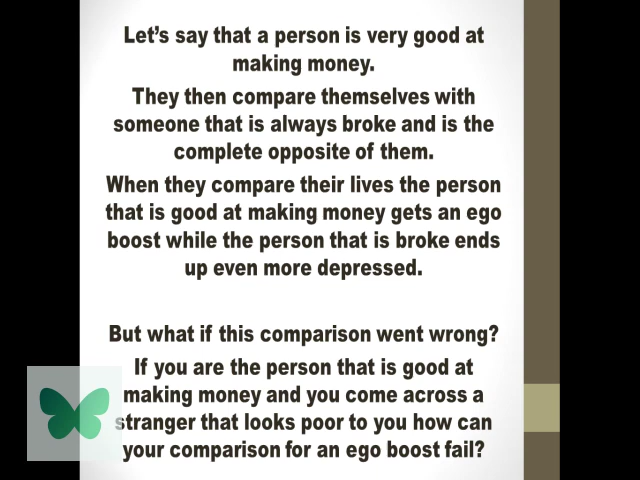 Let's say that a person is very good at
making money.
They then compare themselves with
someone that is always broke and is the
complete opposite of them.
When they compare their lives the person
that is good at making money gets an ego
boost while the person that is broke ends
up even more depressed.
But what if this comparison went wrong?
If you are the person that is good at
making money and you come across a
stranger that looks poor to you how can
your comparison for an ego boost fail?